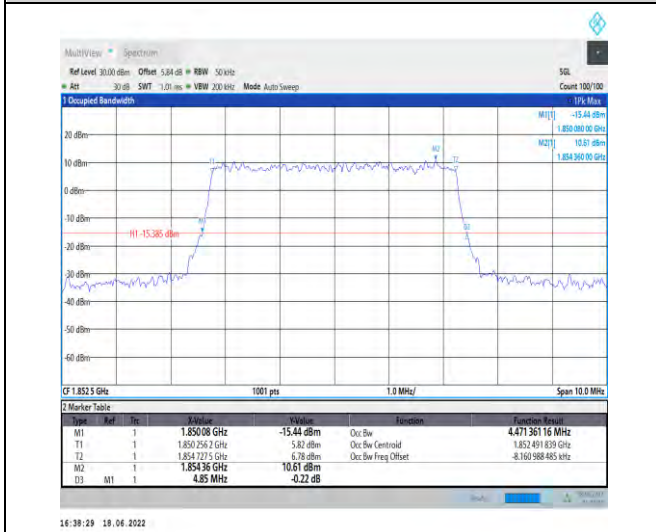 MultiView Spectrum
Ref Level 30.00 dBm Offset 5.84 dB RBW 50 kHz SGL
Att 30 dB SWT 1.01 ms VBW 200 kHz Mode Auto Sweep Count 100/100
1 Occupied Bandwidth 1Pk Max
M1[1] -15.44 dBm
1.850 080 00 GHz
M2[1] 10.61 dBm
1.854 360 00 GHz
20 dBm
M2
T1 T2
10 dBm
0 dBm
-10 dBm
M1
H1 -15.385 dBm
-20 dBm
-30 dBm
-40 dBm
-50 dBm
-60 dBm
CF 1.852 5 GHz 1001 pts 1.0 MHz/ Span 10.0 MHz
2 Marker Table
Type Ref Trc X-Value Y-Value Function Function Result
M1 1 1.850 08 GHz -15.44 dBm Occ Bw 4.471 361 16 MHz
T1 1 1.850 256 2 GHz 5.82 dBm Occ Bw Centroid 1.852 491 839 GHz
T2 1 1.854 727 5 GHz 6.78 dBm Occ Bw Freq Offset -8.160 988 485 kHz
M2 1 1.854 36 GHz 10.61 dBm
D3 M1 1 4.85 MHz -0.22 dB
16:38:29 18.06.2022